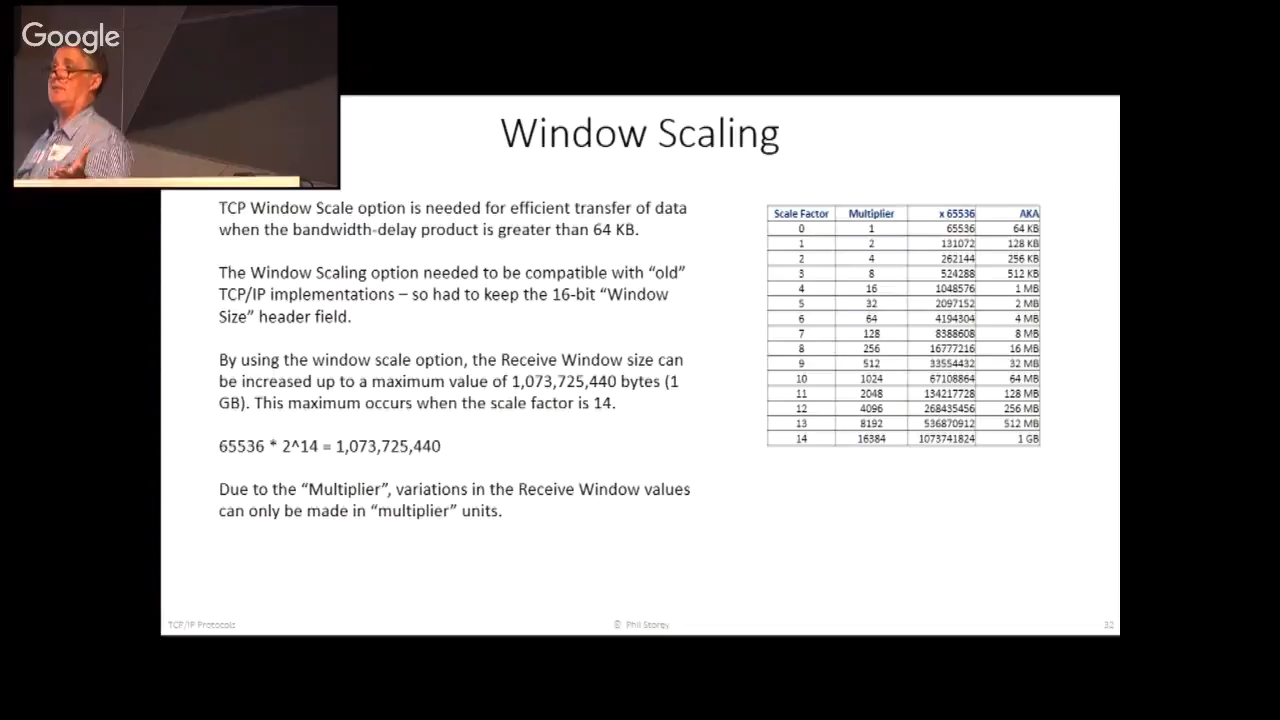 Google
Window Scaling
TCP Window Scale option is needed for efficient transfer of data
when the bandwidth-delay product is greater than 64 KB.
The Window Scaling option needed to be compatible with “old”
TCP/IP implementations – so had to keep the 16-bit “Window
Size” header field.
By using the window scale option, the Receive Window size can
be increased up to a maximum value of 1,073,725,440 bytes (1
GB). This maximum occurs when the scale factor is 14.
65536 * 2^14 = 1,073,725,440
Due to the “Multiplier”, variations in the Receive Window values
can only be made in “multiplier” units.
Scale Factor Multiplier x 65536 AKA
0 1 65536 64 KB
1 2 131072 128 KB
2 4 262144 256 KB
3 8 524288 512 KB
4 16 1048576 1 MB
5 32 2097152 2 MB
6 64 4194304 4 MB
7 128 8388608 8 MB
8 256 16777216 16 MB
9 512 33554432 32 MB
10 1024 67108864 64 MB
11 2048 134217728 128 MB
12 4096 268435456 256 MB
13 8192 536870912 512 MB
14 16384 1073741824 1 GB
TCP/IP Protocols
© Phil Storey
32